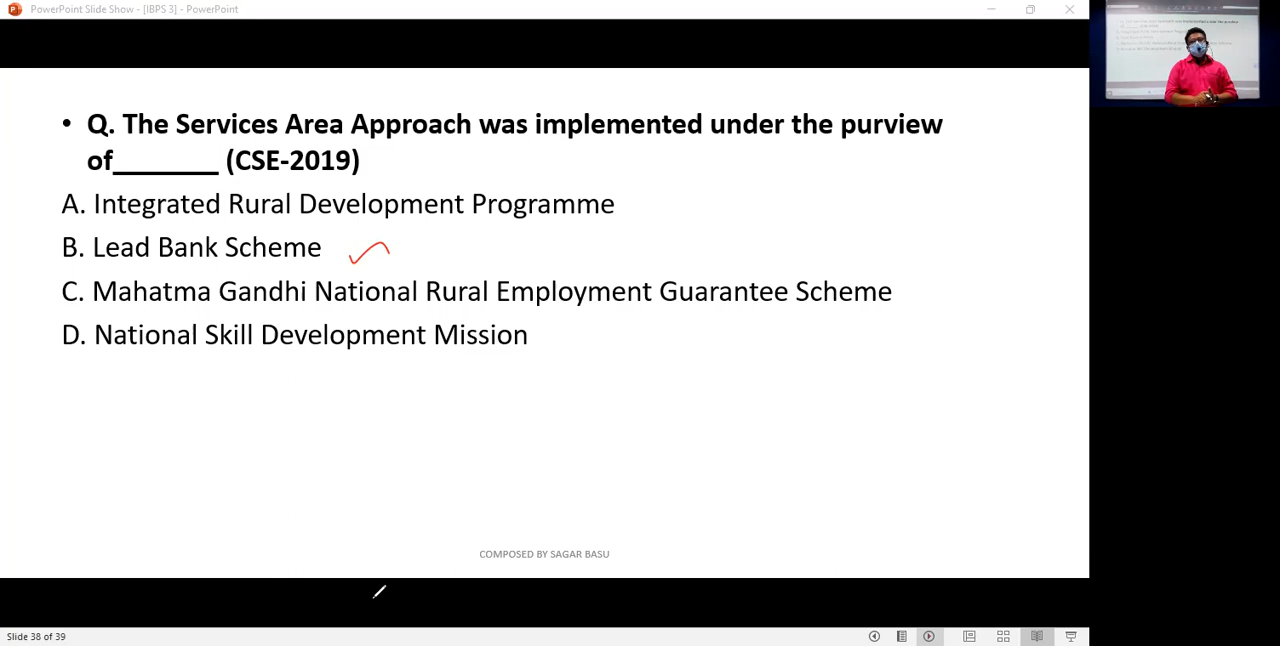 PowerPoint Slide Show - [IBPS 3] - PowerPoint
• Q. The Services Area Approach was implemented under the purview
of_______ (CSE-2019)
A. Integrated Rural Development Programme
B. Lead Bank Scheme
C. Mahatma Gandhi National Rural Employment Guarantee Scheme
D. National Skill Development Mission
COMPOSED BY SAGAR BASU
Slide 38 of 39